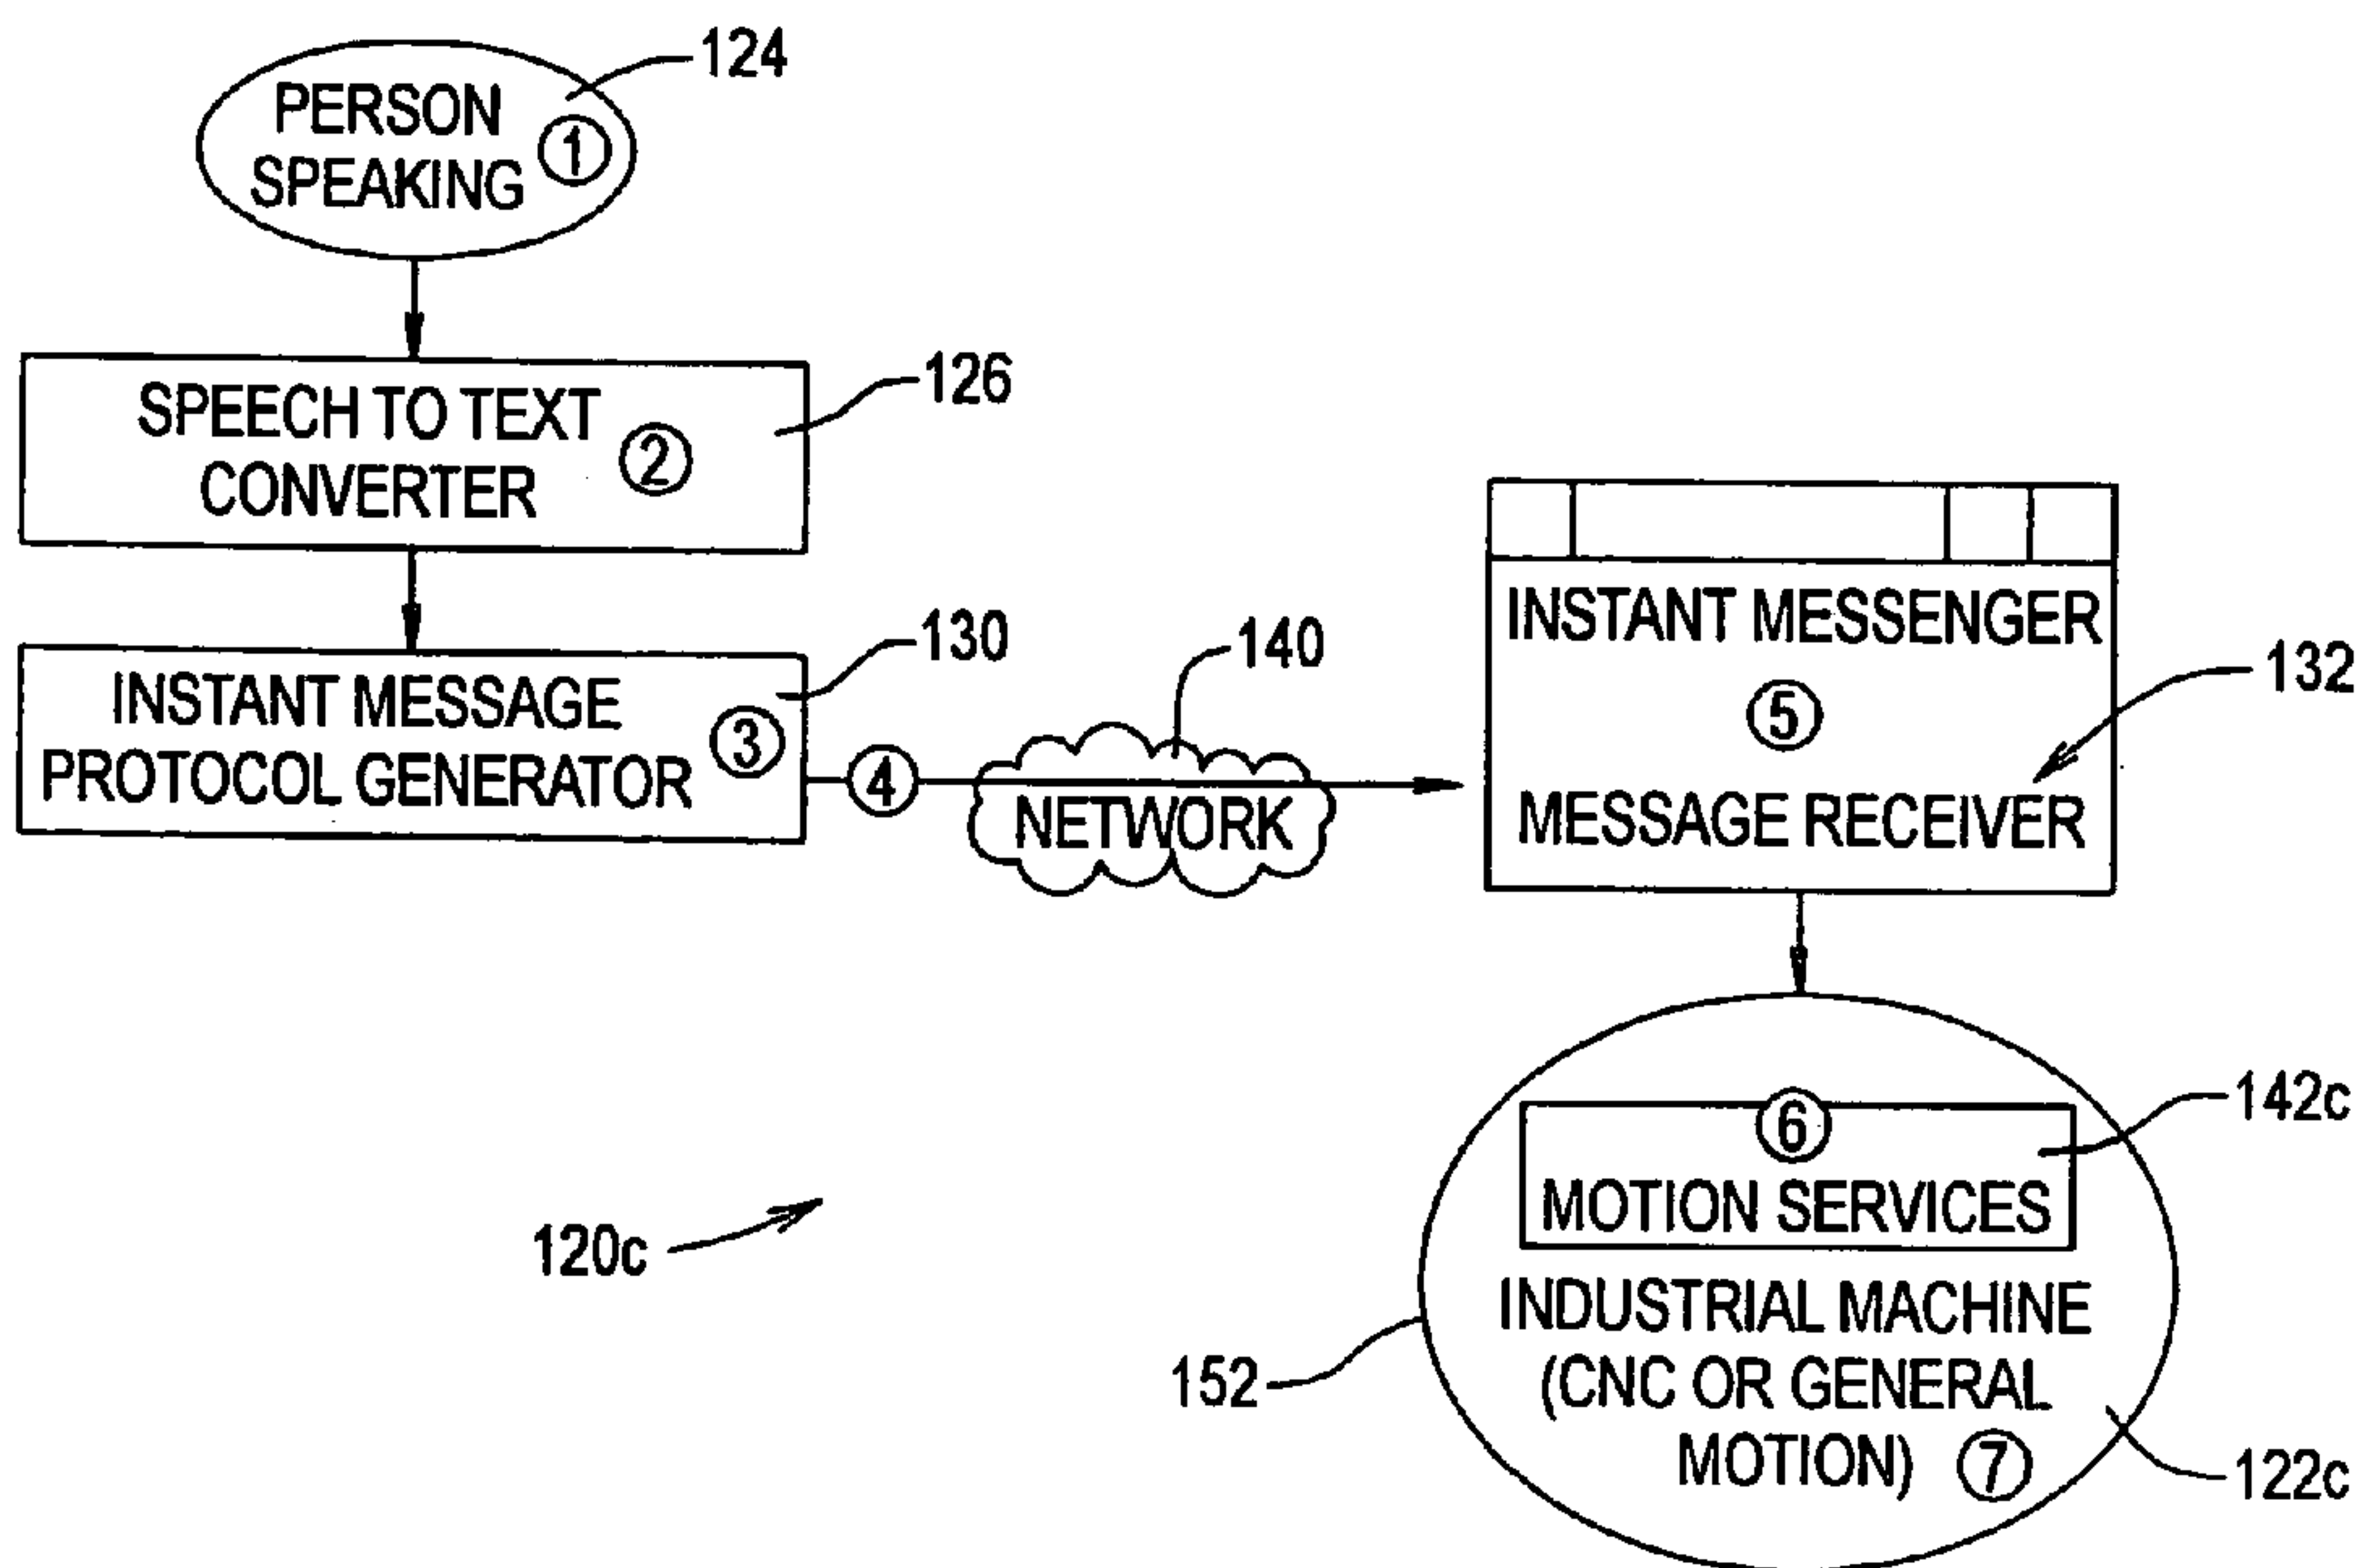 124
PERSON
SPEAKING ①
126
SPEECH TO TEXT
CONVERTER ②
130
INSTANT MESSAGE
PROTOCOL GENERATOR ③
④
140
NETWORK
INSTANT MESSENGER
⑤
132
MESSAGE RECEIVER
⑥
142c
MOTION SERVICES
INDUSTRIAL MACHINE
(CNC OR GENERAL
MOTION) ⑦
152
122c
120c